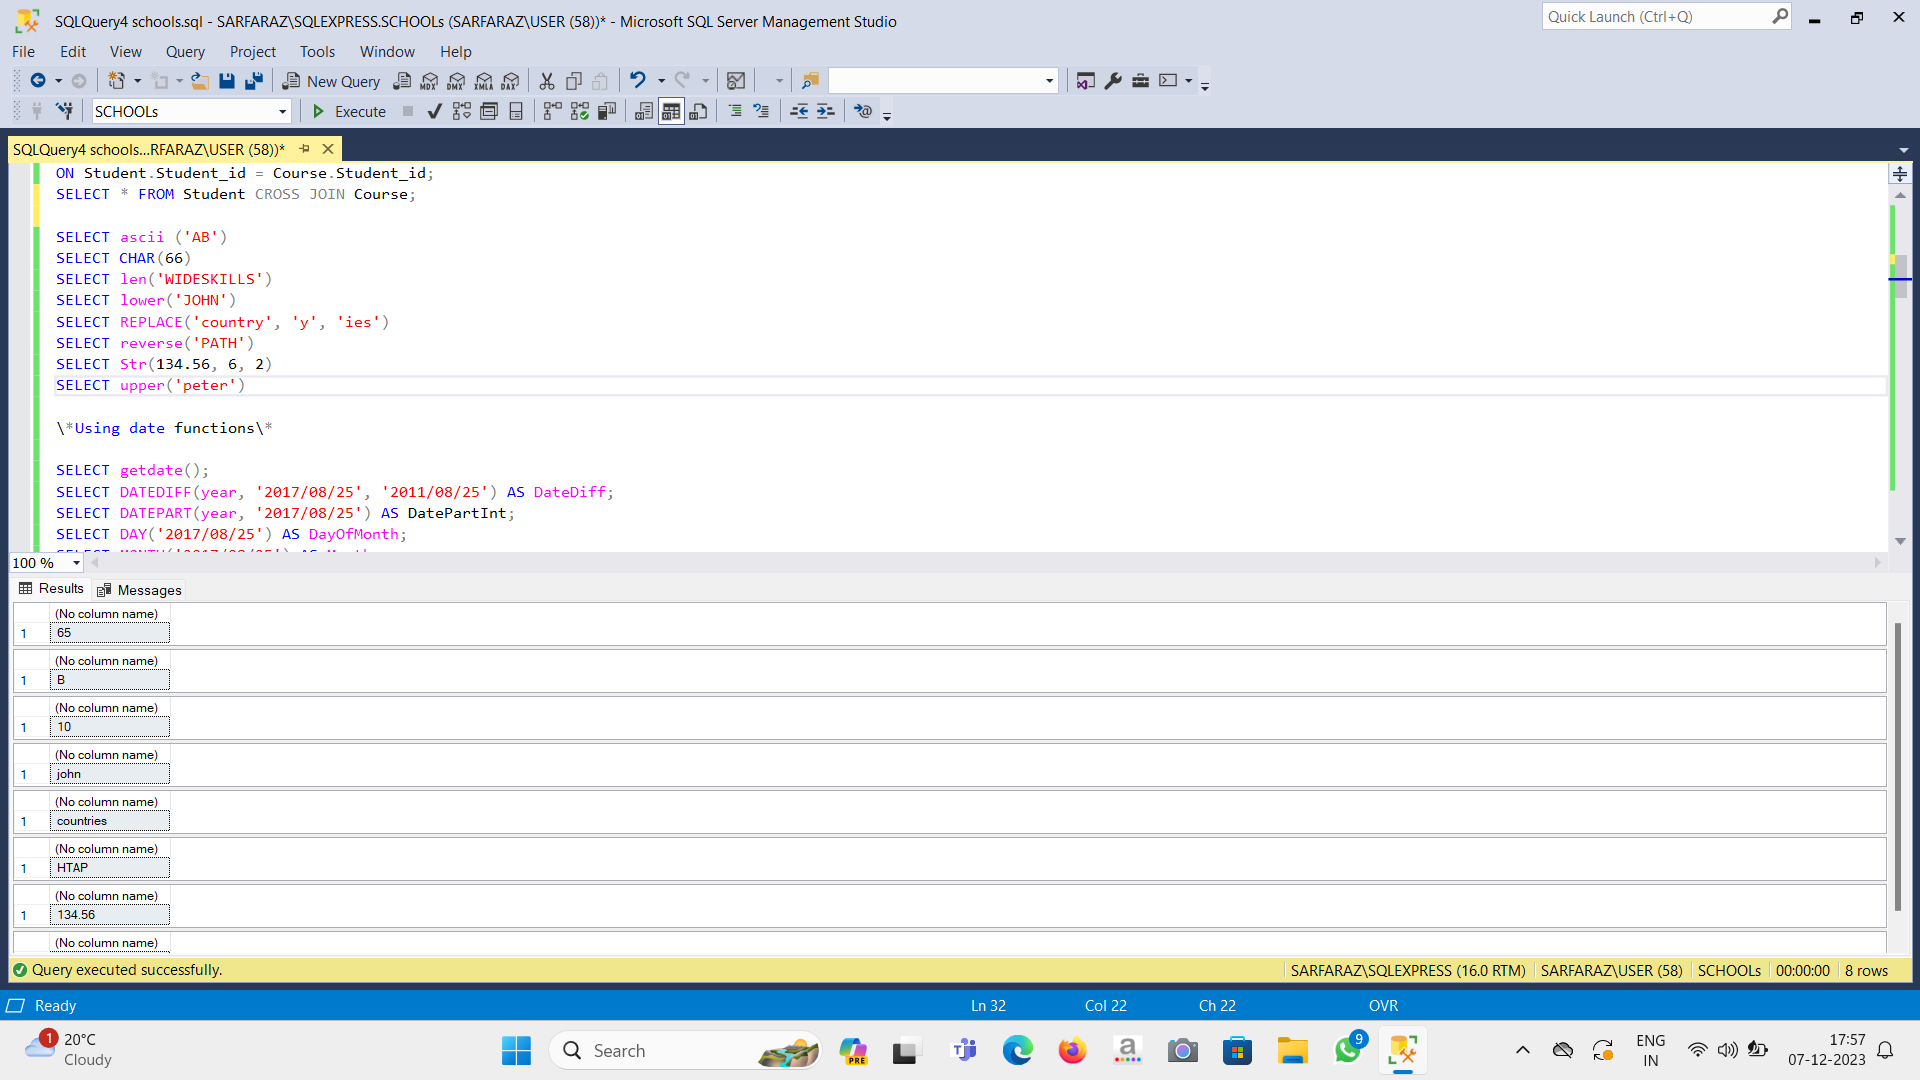 SQLQuery4 schools.sql - SARFARAZ\SQLEXPRESS.SCHOOLs (SARFARAZ\USER (58))* - Microsoft SQL Server Management Studio
Quick Launch (Ctrl+Q)
File Edit View Query Project Tools Window Help
New Query MDX DMX XMLA DAX
SCHOOLs Execute
SQLQuery4 schools...RFARAZ\USER (58))*
ON Student.Student_id = Course.Student_id;
SELECT * FROM Student CROSS JOIN Course;
SELECT ascii ('AB')
SELECT CHAR(66)
SELECT len('WIDESKILLS')
SELECT lower('JOHN')
SELECT REPLACE('country', 'y', 'ies')
SELECT reverse('PATH')
SELECT Str(134.56, 6, 2)
SELECT upper('peter')
\*Using date functions\*
SELECT getdate();
SELECT DATEDIFF(year, '2017/08/25', '2011/08/25') AS DateDiff;
SELECT DATEPART(year, '2017/08/25') AS DatePartInt;
SELECT DAY('2017/08/25') AS DayOfMonth;
100 %
Results Messages
(No column name)
1 65
(No column name)
1 B
(No column name)
1 10
(No column name)
1 john
(No column name)
1 countries
(No column name)
1 HTAP
(No column name)
1 134.56
(No column name)
Query executed successfully. SARFARAZ\SQLEXPRESS (16.0 RTM) SARFARAZ\USER (58) SCHOOLs 00:00:00 8 rows
Ready Ln 32 Col 22 Ch 22 OVR
1 20°C
Cloudy
Search
PRE
9
ENG
IN
17:57
07-12-2023